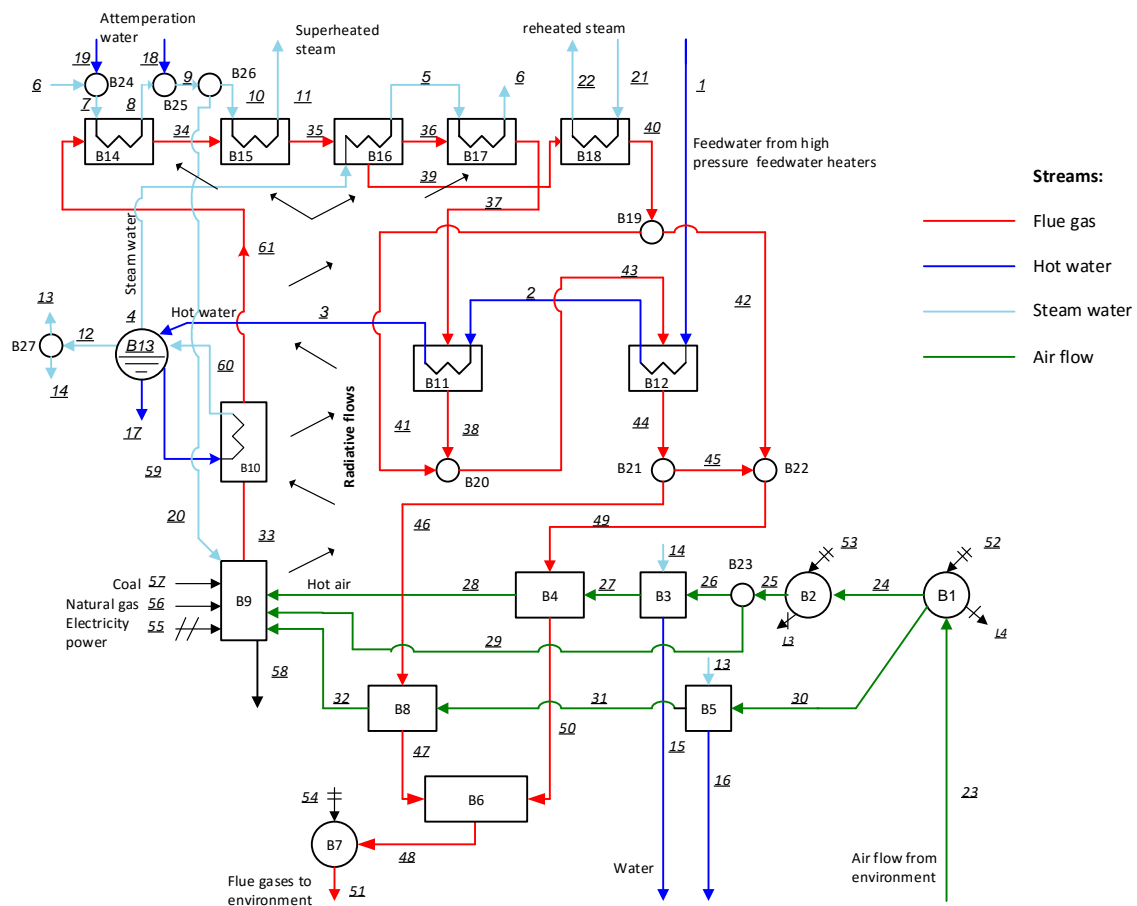 Attemperation
water
Superheated
steam
reheated steam
19
18
9
B26
6
B24
B25
7
8
10
11
5
6
22
21
1
34
35
36
40
B14
B15
B16
B17
B18
39
37
Feedwater from high
pressure feedwater heaters
Streams:
Flue gas
Hot water
Steam water
Air flow
B19
Steam water
61
43
42
13
4
Hot water
3
2
B27
12
B13
60
14
B11
B12
17
59
B10
41
38
44
45
B20
B21
B22
Radiative flows
20
33
46
49
53
52
14
B23
Coal
57
Natural gas
56
Electricity
power
55
B9
Hot air
28
B4
27
B3
26
25
B2
24
B1
L3
L4
29
58
13
32
B8
31
B5
30
47
50
15
16
54
B6
23
B7
48
Flue gases to
environment
51
Water
Air flow from
environment